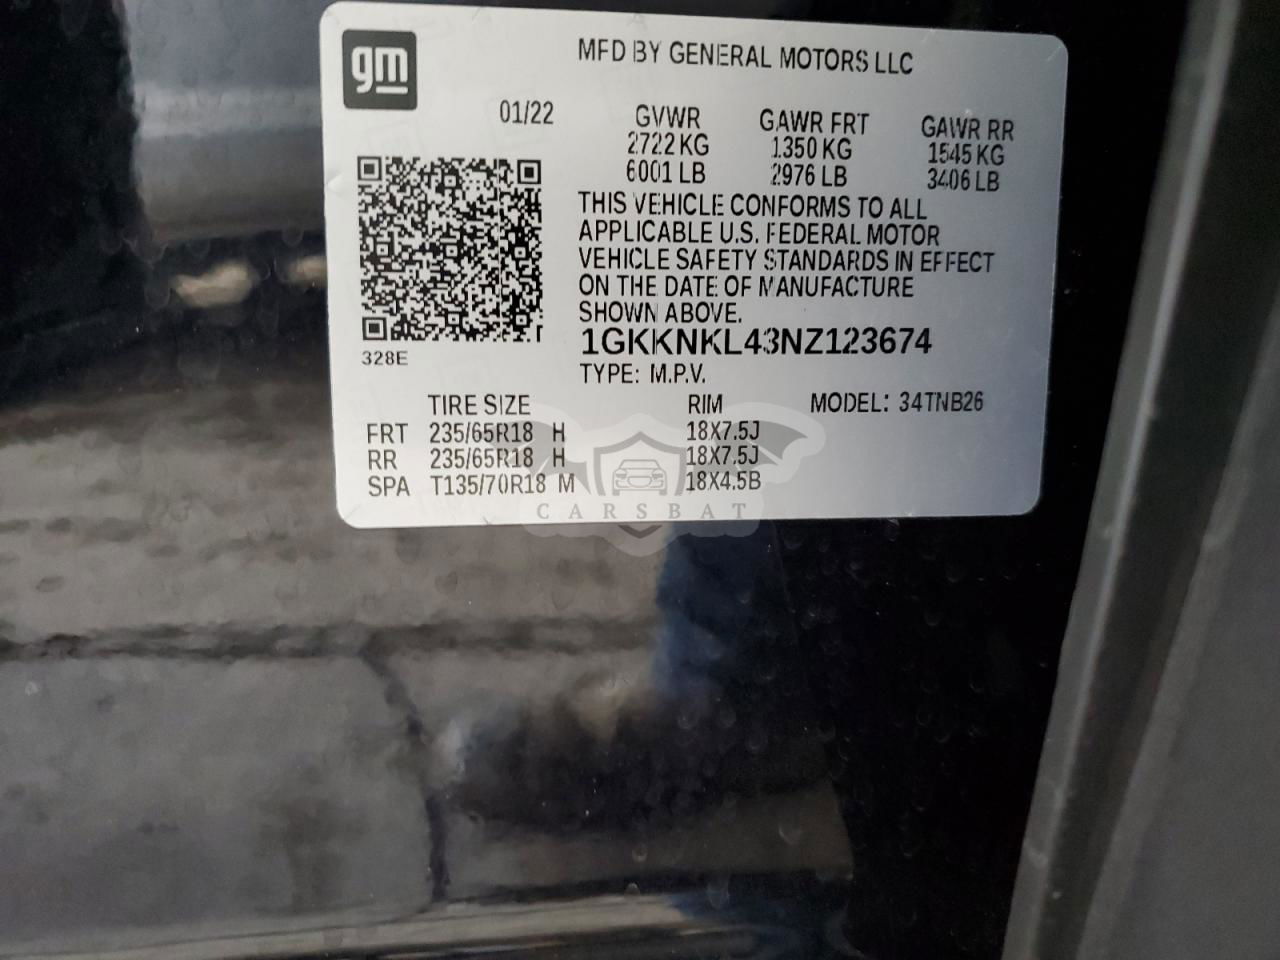 gm
MFD BY GENERAL MOTORS LLC
01/22
GVWR GAWR FRT GAWR RR
2722 KG 1350 KG 1545 KG
6001 LB 2976 LB 3406 LB
THIS VEHICLE CONFORMS TO ALL
APPLICABLE U.S. FEDERAL MOTOR
VEHICLE SAFETY STANDARDS IN EFFECT
ON THE DATE OF MANUFACTURE
SHOWN ABOVE.
1GKKNKL43NZ123674
328E
TYPE: M.P.V.
TIRE SIZE RIM MODEL: 34TNB26
FRT 235/65R18 H 18X7.5J
RR 235/65R18 H 18X7.5J
SPA T135/70R18 M 18X4.5B
CARSBAT